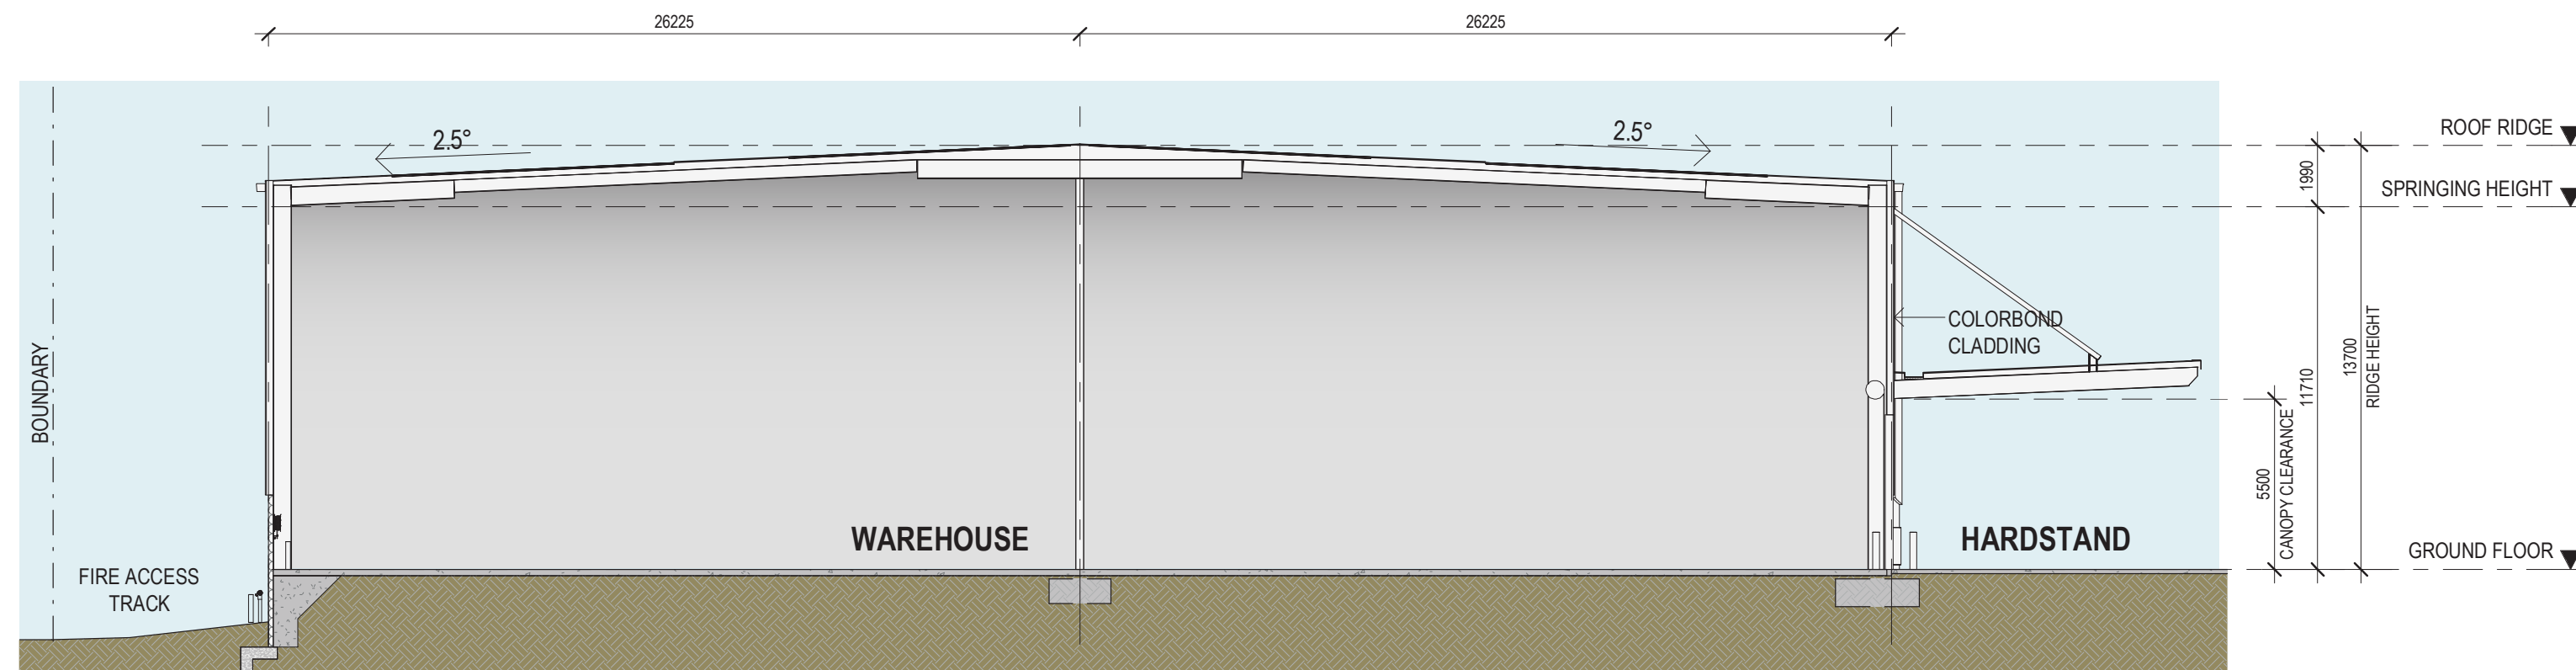 26225
26225
2.5°
2.5°
ROOF RIDGE
1990
SPRINGING HEIGHT
COLORBOND
CLADDING
BOUNDARY
13700
RIDGE HEIGHT
11710
5500
CANOPY CLEARANCE
WAREHOUSE
HARDSTAND
GROUND FLOOR
FIRE ACCESS
TRACK